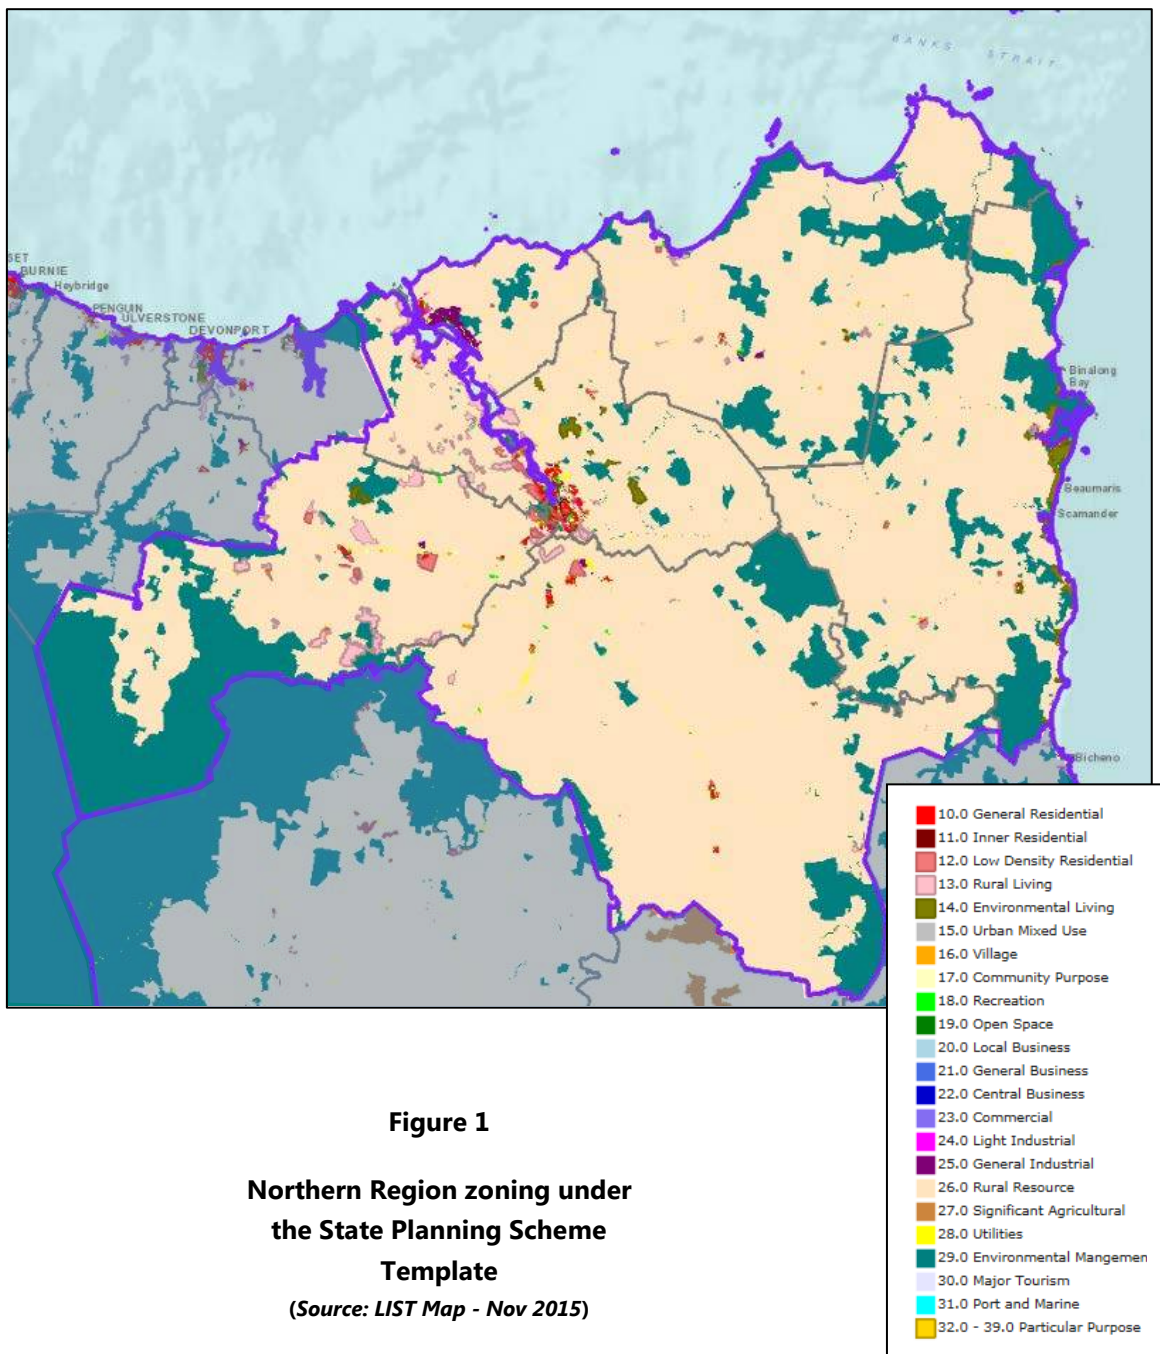 BANKS STRAIT
SET
BURNIE
Heybridge
PENGUIN
ULVERSTONE
DEVONPORT
Binalong
Bay
Beaumaris
Scamander
Bicheno
10.0 General Residential
11.0 Inner Residential
12.0 Low Density Residential
13.0 Rural Living
14.0 Environmental Living
15.0 Urban Mixed Use
16.0 Village
17.0 Community Purpose
18.0 Recreation
19.0 Open Space
20.0 Local Business
21.0 General Business
22.0 Central Business
23.0 Commercial
24.0 Light Industrial
25.0 General Industrial
26.0 Rural Resource
27.0 Significant Agricultural
28.0 Utilities
29.0 Environmental Mangemen
30.0 Major Tourism
31.0 Port and Marine
32.0 - 39.0 Particular Purpose
Figure 1
Northern Region zoning under
the State Planning Scheme
Template
(Source: LIST Map - Nov 2015)